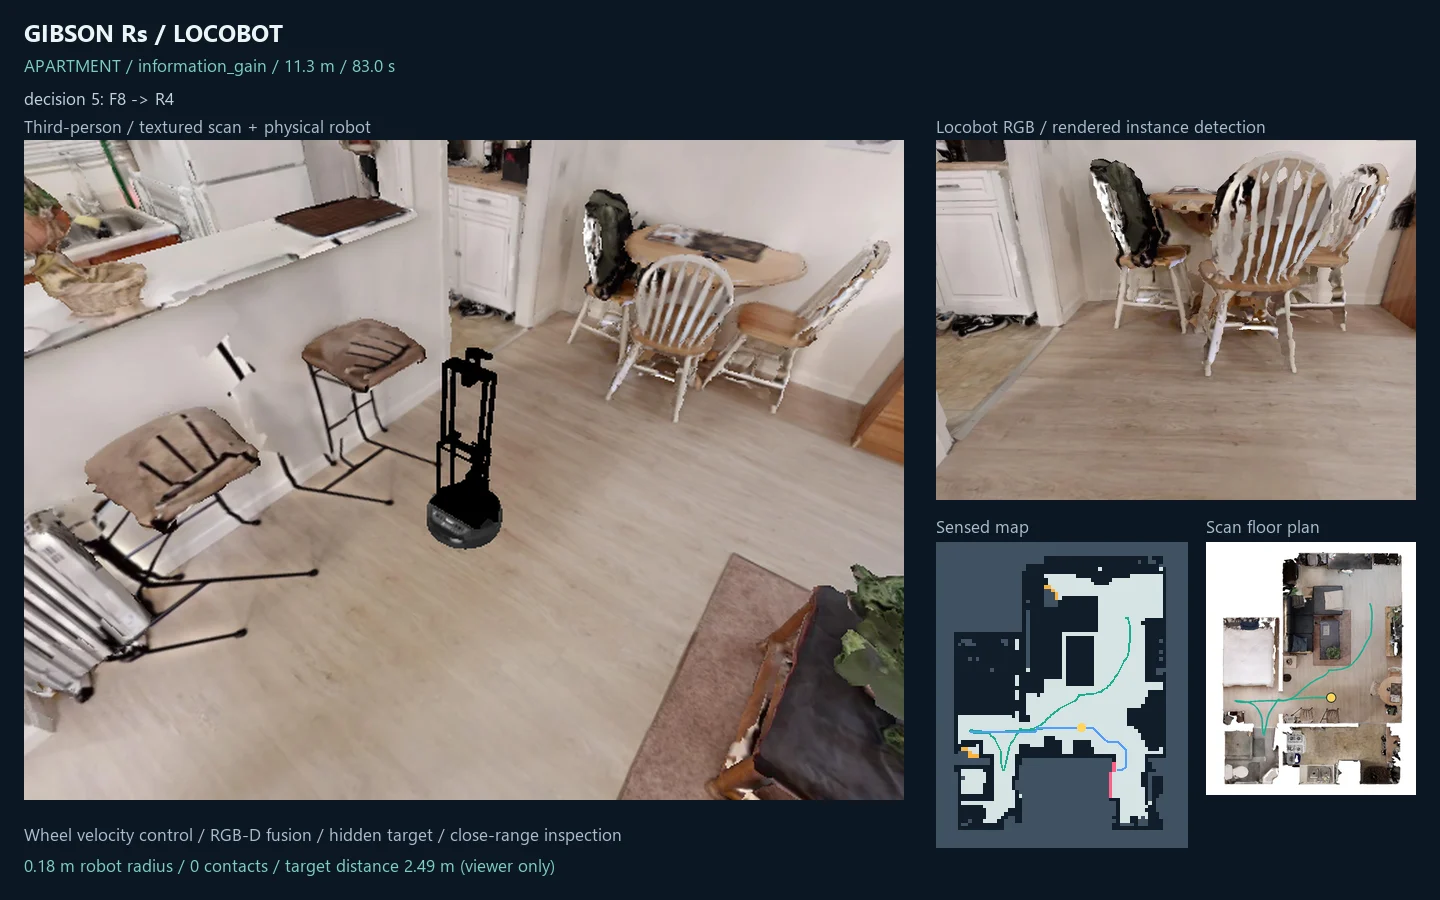 GIBSON Rs / LOCOBOT
APARTMENT / information_gain / 11.3 m / 83.0 s
decision 5: F8 -> R4
Third-person / textured scan + physical robot
Locobot RGB / rendered instance detection
Sensed map
Scan floor plan
Wheel velocity control / RGB-D fusion / hidden target / close-range inspection
0.18 m robot radius / 0 contacts / target distance 2.49 m (viewer only)